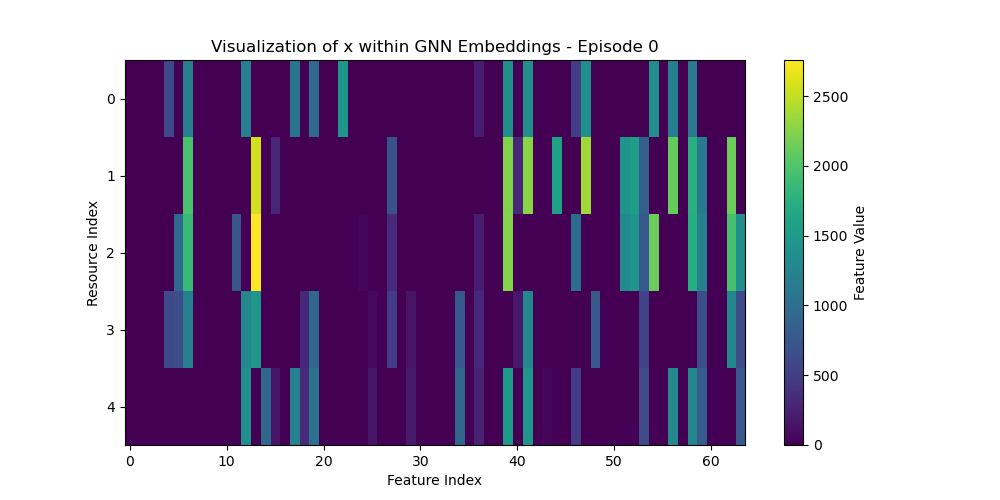 Visualization of x within GNN Embeddings - Episode 0
Resource Index
0
1
2
3
4
0 10 20 30 40 50 60
Feature Index
2500
2000
1500
1000
500
0
Feature Value